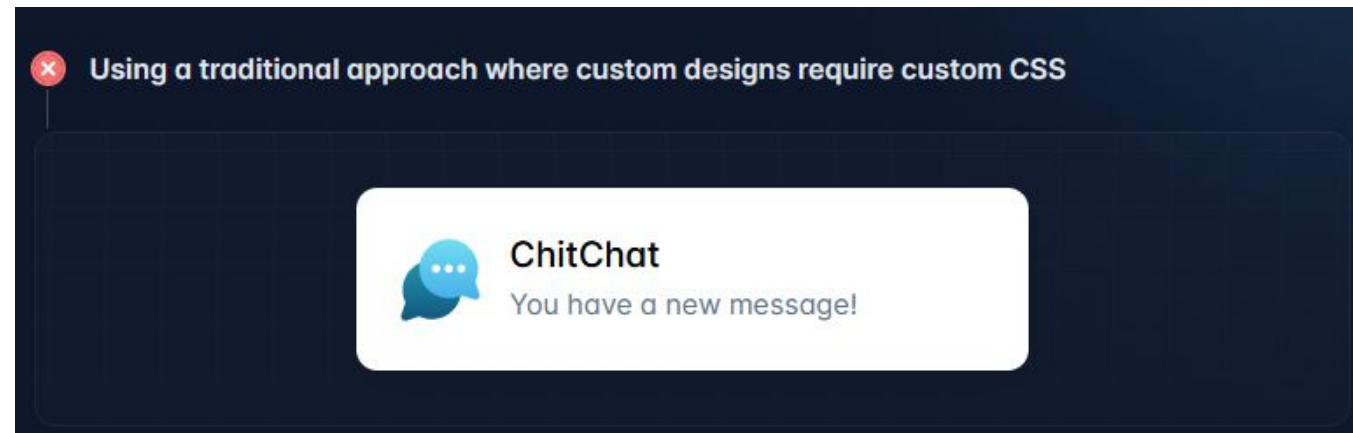 Using a traditional approach where custom designs require custom CSS
ChitChat
You have a new message!